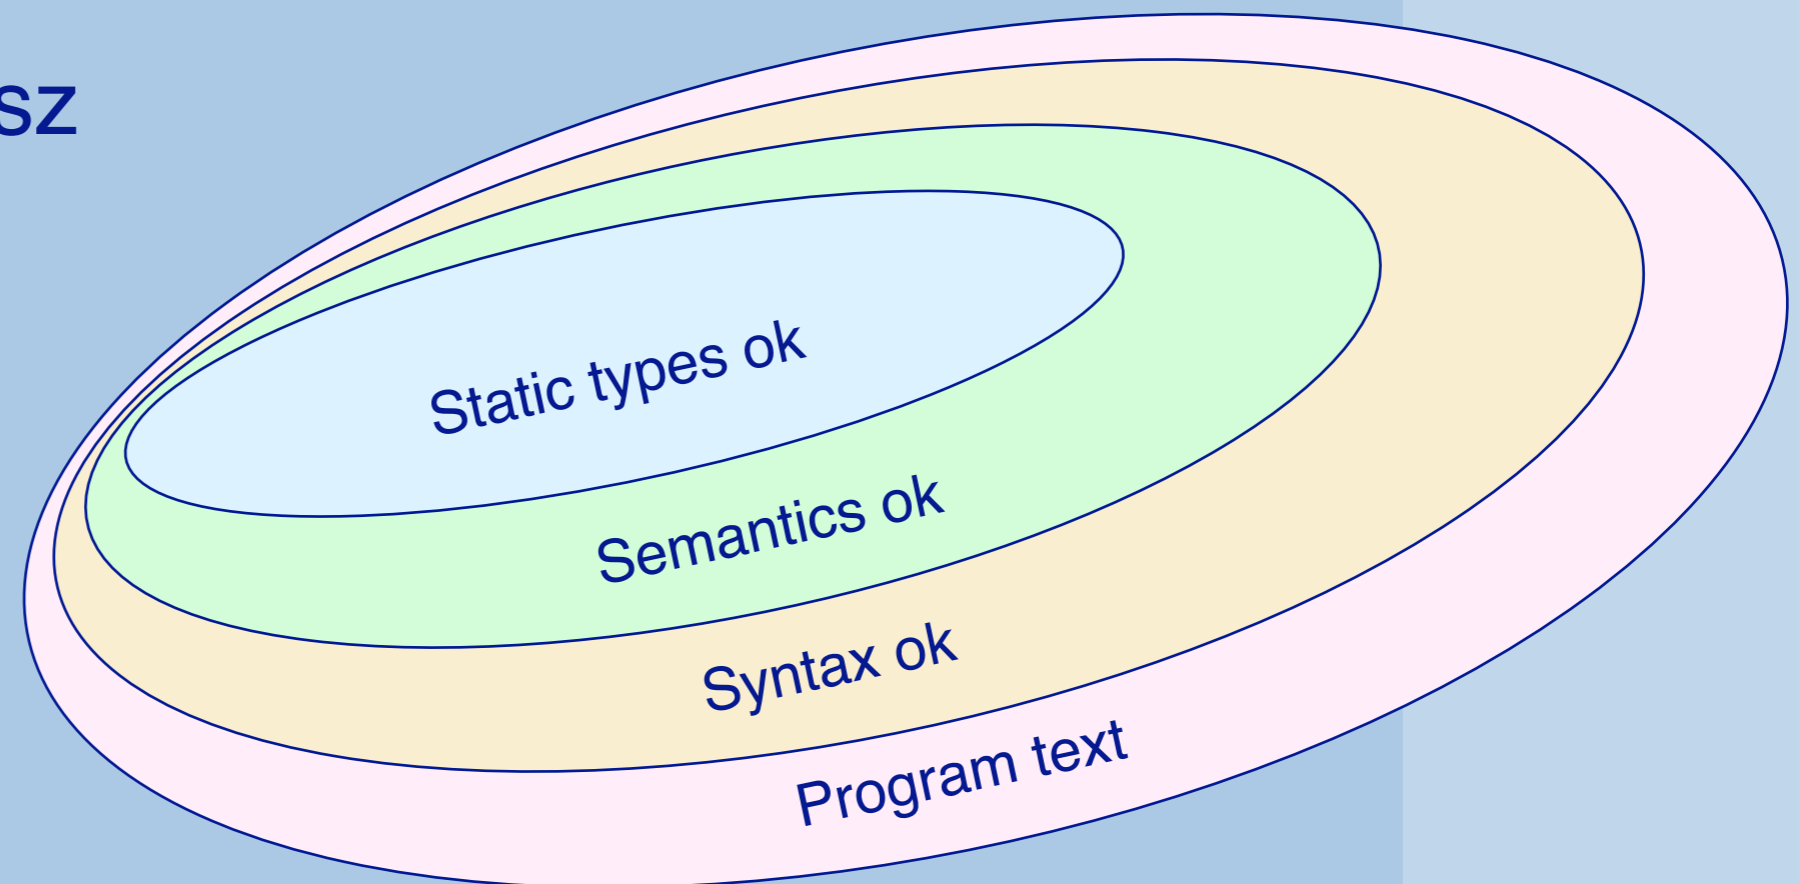 sz
Static types ok
Semantics ok
Syntax ok
Program text